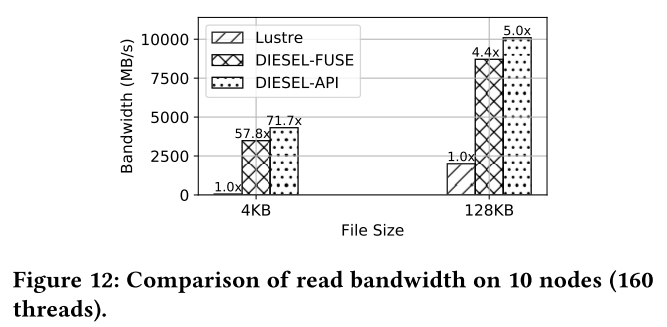 10000
7500
5000
2500
0
Bandwidth (MB/s)
Lustre
DIESEL-FUSE
DIESEL-API
1.0x
57.8x
71.7x
1.0x
4.4x
5.0x
4KB
128KB
File Size
Figure 12: Comparison of read bandwidth on 10 nodes (160
threads).